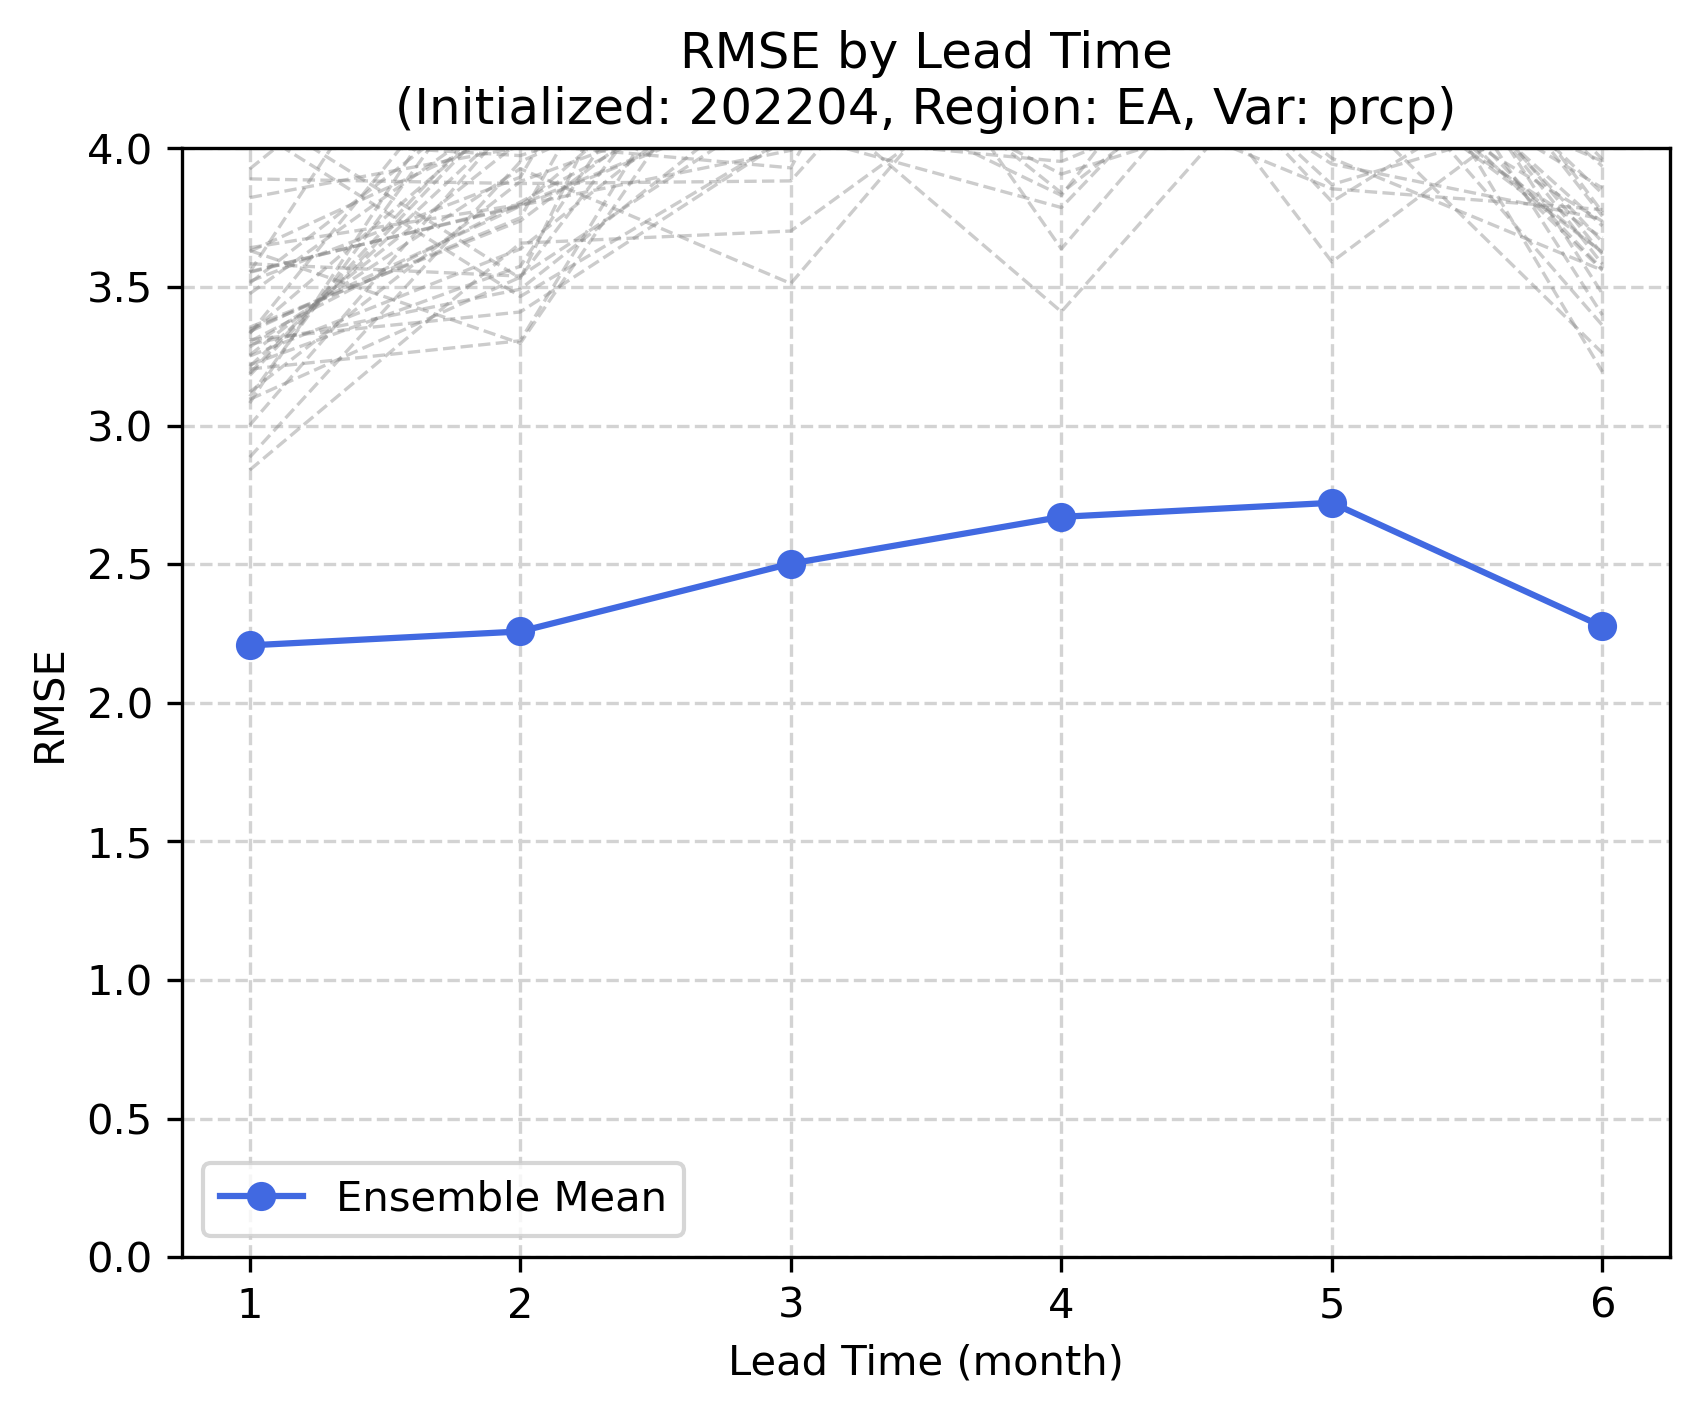 RMSE by Lead Time
(Initialized: 202204, Region: EA, Var: prcp)
4.0
3.5
3.0
2.5
2.0
1.5
1.0
0.5
0.0
RMSE
Ensemble Mean
1 2 3 4 5 6
Lead Time (month)